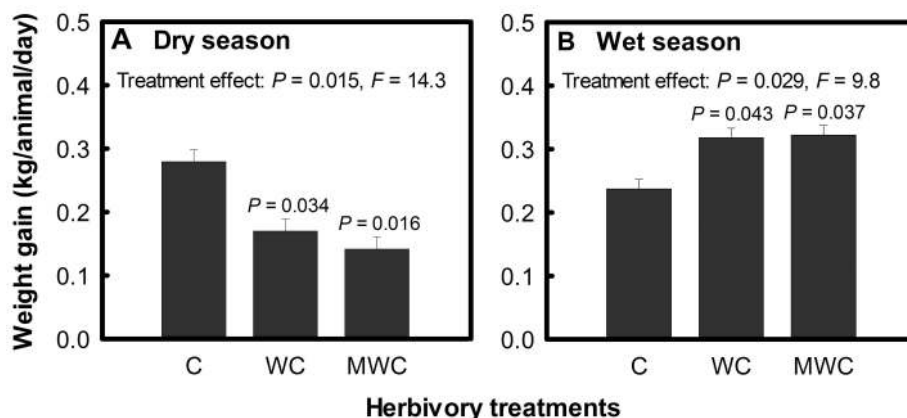 A Dry season
Treatment effect: P = 0.015, F = 14.3
P = 0.034
P = 0.016
0.5
0.4
0.3
0.2
0.1
0.0
Weight gain (kg/animal/day)
C WC MWC
B Wet season
Treatment effect: P = 0.029, F = 9.8
P = 0.043
P = 0.037
0.5
0.4
0.3
0.2
0.1
0.0
C WC MWC
Herbivory treatments